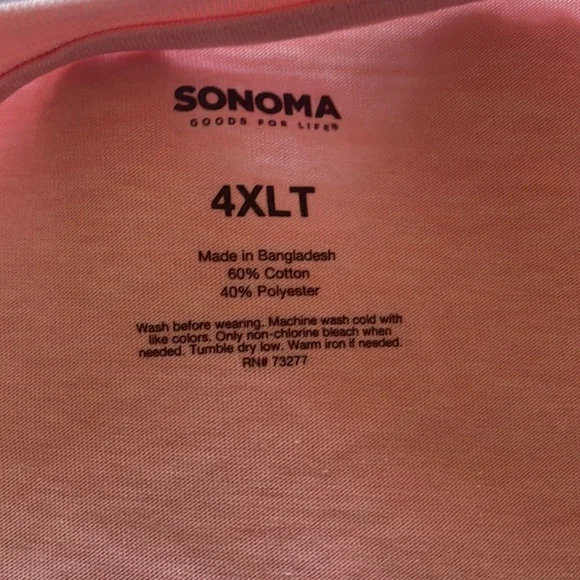 SONOMA
GOODS FOR LIFE®
4XLT
Made in Bangladesh
60% Cotton
40% Polyester
Wash before wearing. Machine wash cold with
like colors. Only non-chlorine bleach when
needed. Tumble dry low. Warm iron if needed.
RN# 73277